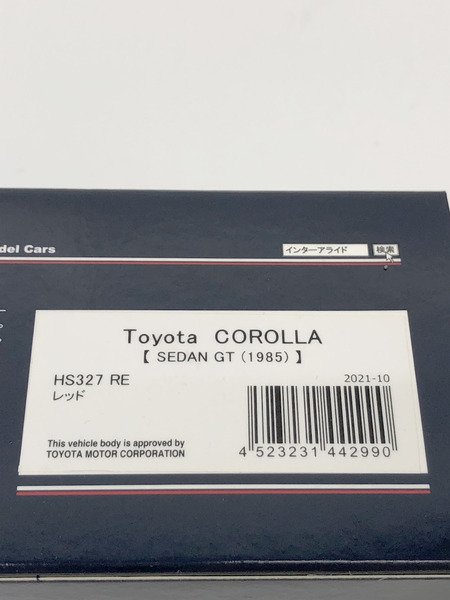 del Cars
インターアライド 検索
Toyota COROLLA
【 SEDAN GT (1985) 】
HS327 RE
レッド
2021-10
This vehicle body is approved by
TOYOTA MOTOR CORPORATION
4 523231 442990